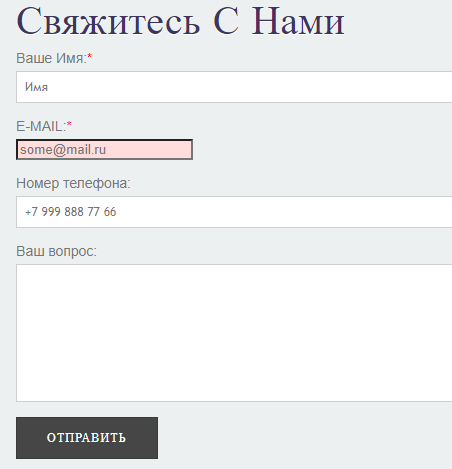 Свяжитесь С Нами
Ваше Имя:*
Имя
E-MAIL:*
some@mail.ru
Номер телефона:
+7 999 888 77 66
Ваш вопрос:
ОТПРАВИТЬ